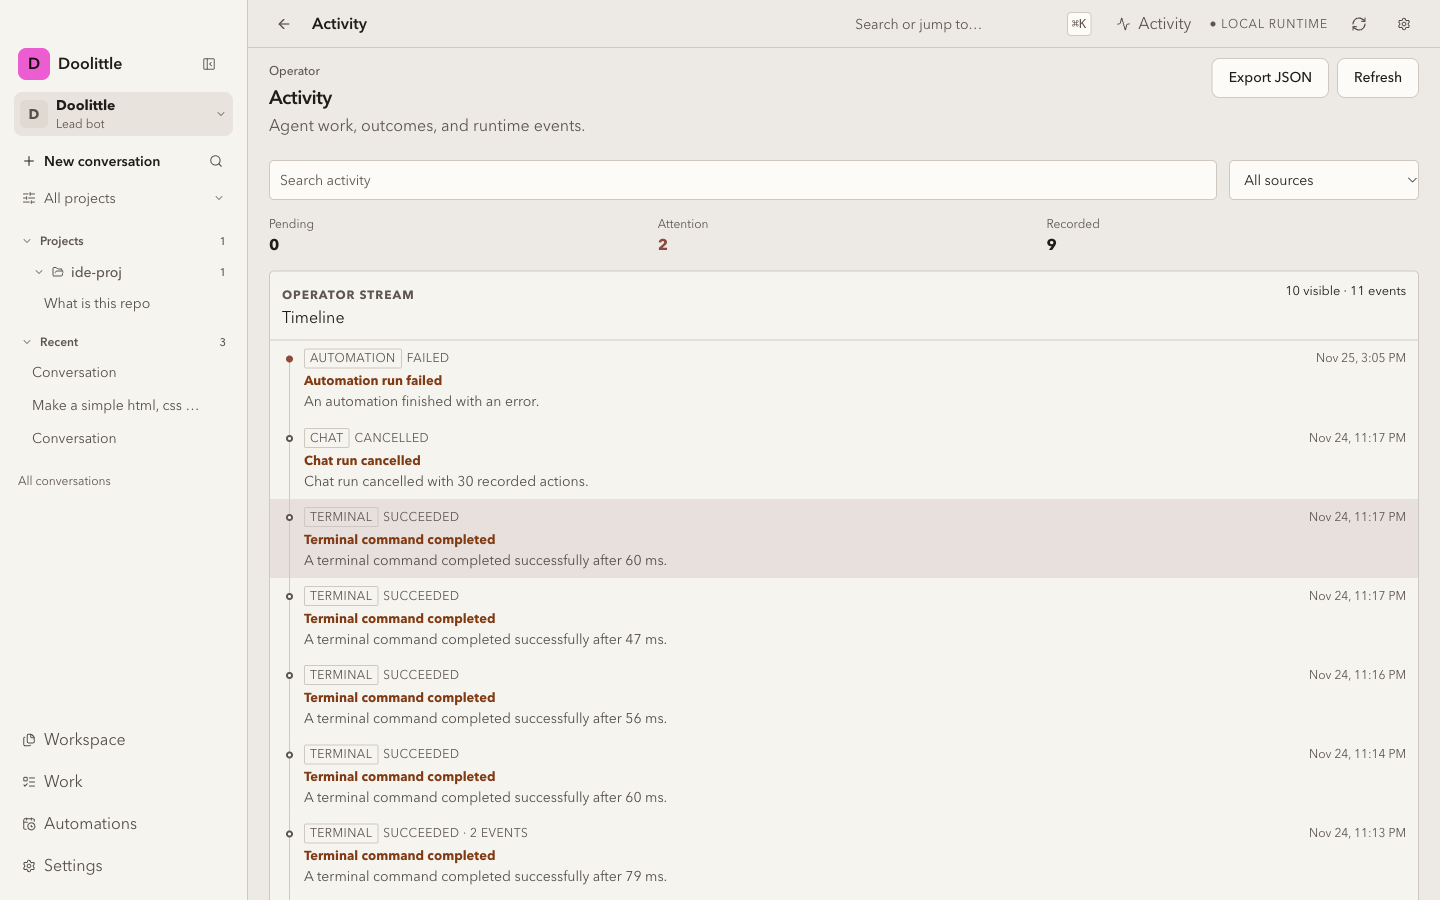 D Doolittle
D Doolittle
Lead bot
New conversation
All projects
Projects 1
ide-proj 1
What is this repo
Recent 3
Conversation
Make a simple html, css …
Conversation
All conversations
Workspace
Work
Automations
Settings
Activity
Search or jump to… ⌘K
Activity
LOCAL RUNTIME
Operator
Activity
Agent work, outcomes, and runtime events.
Export JSON
Refresh
Search activity
All sources
Pending
0
Attention
2
Recorded
9
OPERATOR STREAM
Timeline
10 visible · 11 events
AUTOMATION FAILED Nov 25, 3:05 PM
Automation run failed
An automation finished with an error.
CHAT CANCELLED Nov 24, 11:17 PM
Chat run cancelled
Chat run cancelled with 30 recorded actions.
TERMINAL SUCCEEDED Nov 24, 11:17 PM
Terminal command completed
A terminal command completed successfully after 60 ms.
TERMINAL SUCCEEDED Nov 24, 11:17 PM
Terminal command completed
A terminal command completed successfully after 47 ms.
TERMINAL SUCCEEDED Nov 24, 11:16 PM
Terminal command completed
A terminal command completed successfully after 56 ms.
TERMINAL SUCCEEDED Nov 24, 11:14 PM
Terminal command completed
A terminal command completed successfully after 60 ms.
TERMINAL SUCCEEDED · 2 EVENTS Nov 24, 11:13 PM
Terminal command completed
A terminal command completed successfully after 79 ms.